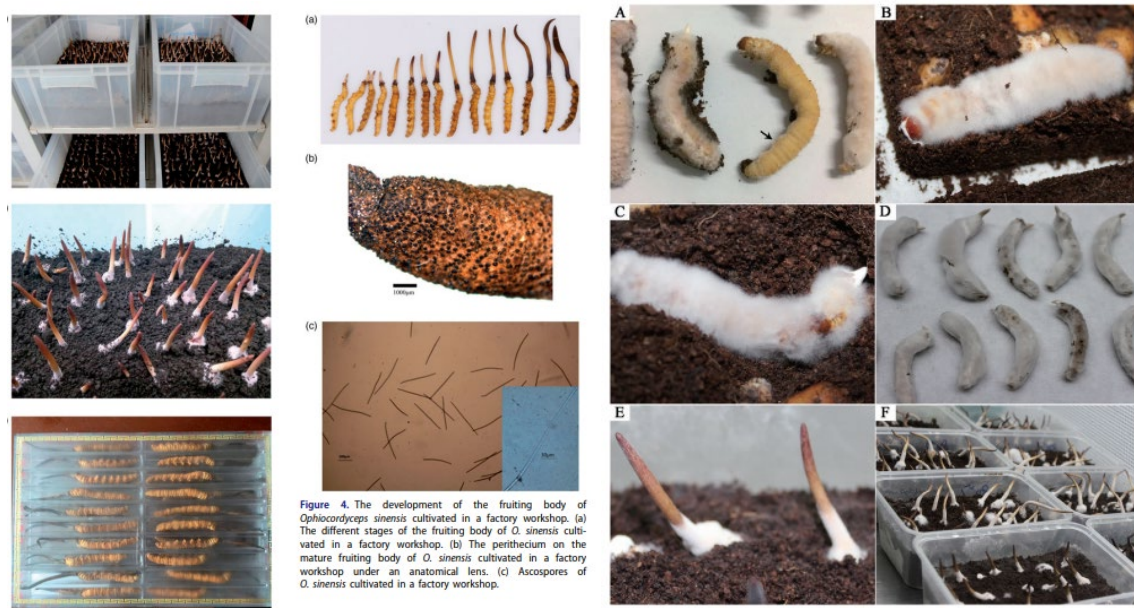 (a)
(b)
1000μm
(c)
Figure 4. The development of the fruiting body of
Ophiocordyceps sinensis cultivated in a factory workshop. (a)
The different stages of the fruiting body of O. sinensis culti-
vated in a factory workshop. (b) The perithecium on the
mature fruiting body of O. sinensis cultivated in a factory
workshop under an anatomical lens. (c) Ascospores of
O. sinensis cultivated in a factory workshop.
A
B
C
D
E
F